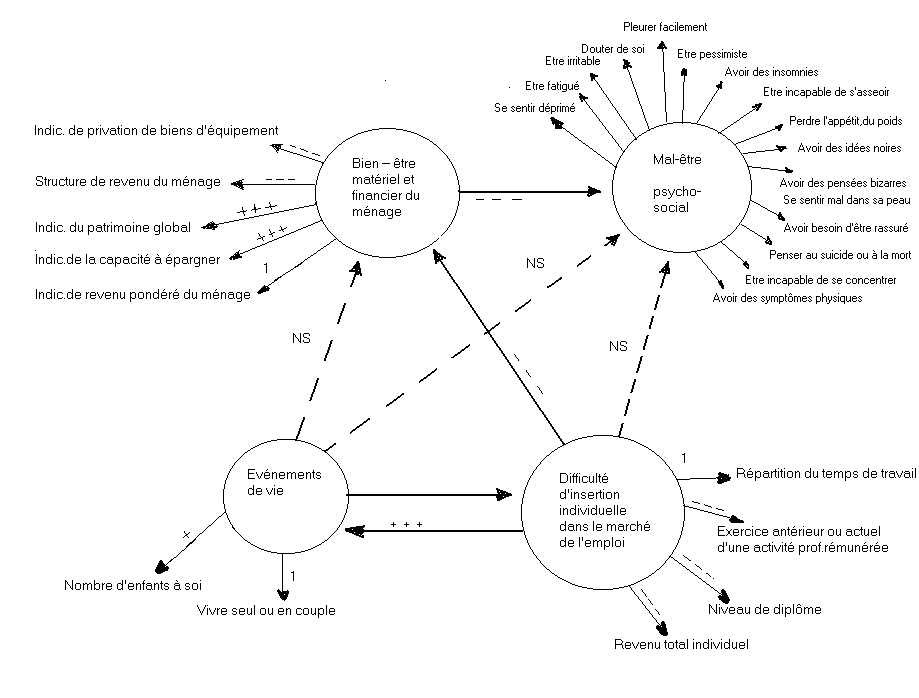 Pleurer facilement
Douter de soi
Etre pessimiste
Etre irritable
Avoir des insomnies
Etre fatigué
Etre incapable de s'asseoir
Se sentir déprimé
Perdre l'appétit,du poids
Indic. de privation de biens d'équipement
Bien – être
matériel et
financier du
ménage
Mal-être
psycho-
social
Avoir des idées noires
Structure de revenu du ménage
- - -
Avoir des pensées bizarres
Se sentir mal dans sa peau
- - -
+++
Indic. du patrimoine global
Avoir besoin d'être rassuré
+++
Indic.de la capacité à épargner
Penser au suicide ou à la mort
1
NS
Etre incapable de se concentrer
Indic.de revenu pondéré du ménage
Avoir des symptômes physiques
NS
NS
- - -
Evénements
de vie
Difficulté
d'insertion
individuelle
dans le marché
de l'emploi
1
Répartition du temps de travail
+ + +
+
Exercice antérieur ou actuel
d'une activité prof.rémunérée
1
Nombre d'enfants à soi
Vivre seul ou en couple
Niveau de diplôme
Revenu total individuel